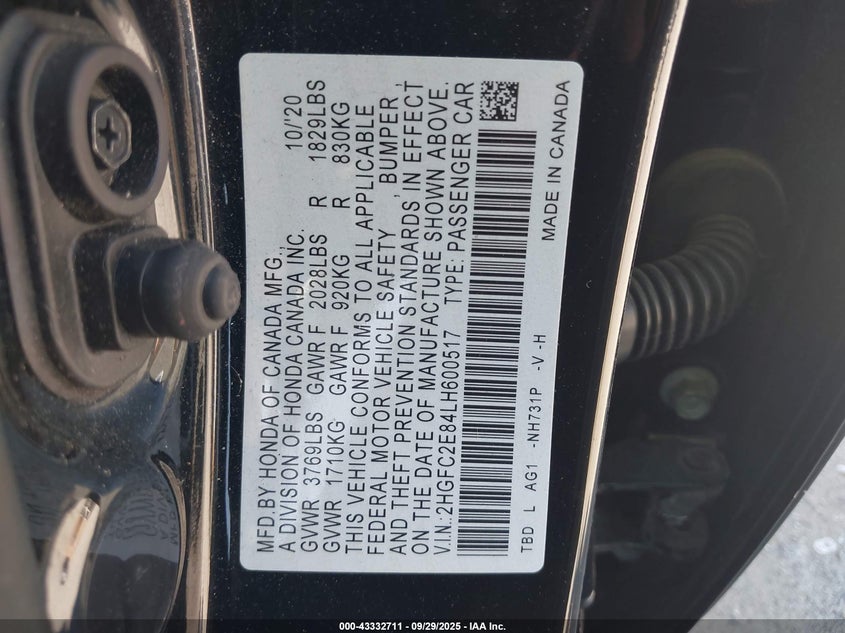 MFD.BY HONDA OF CANADA MFG., 10/'20
A DIVISION OF HONDA CANADA INC.
GVWR 3769LBS GAWR F 2028LBS R 1829LBS
GVWR 1710KG GAWR F 920KG R 830KG
THIS VEHICLE CONFORMS TO ALL APPLICABLE
FEDERAL MOTOR VEHICLE SAFETY, BUMPER,
AND THEFT PREVENTION STANDARDS IN EFFECT
ON THE DATE OF MANUFACTURE SHOWN ABOVE.
V.I.N.:2HGFC2E84LH600517 TYPE: PASSENGER CAR
TBD L AG1 -NH731P -V-H
MADE IN CANADA
000-43332711 - 09/29/2025 - IAA Inc.